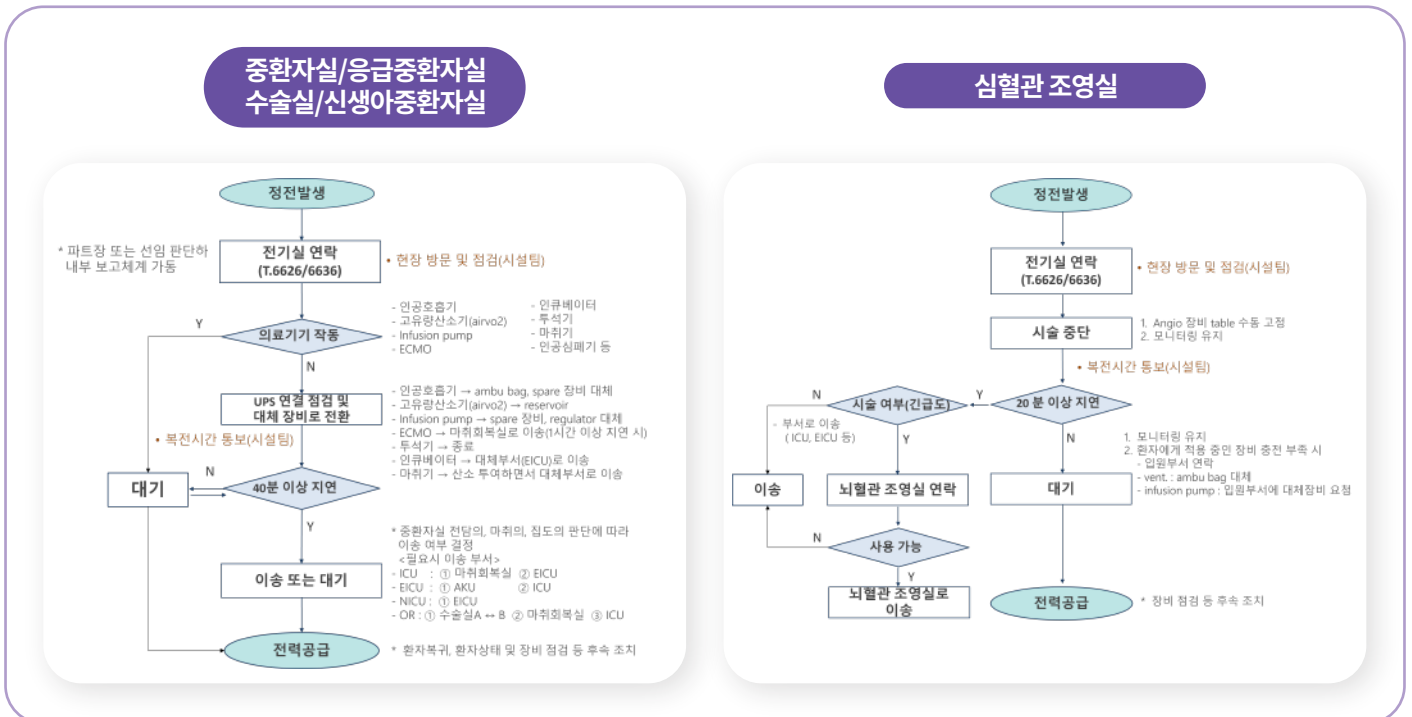 중환자실/응급중환자실
수술실/신생아중환자실
정전발생
* 파트장 또는 선임 판단하
내부 보고체계 가동
전기실 연락
(T.6626/6636)
• 현장 방문 및 점검(시설팀)
Y
의료기기 작동
- 인공호흡기
- 고유량산소기(airvo2)
- Infusion pump
- ECMO
- 인큐베이터
- 투석기
- 마취기
- 인공심폐기 등
N
UPS 연결 점검 및
대체 장비로 전환
- 인공호흡기 → ambu bag, spare 장비 대체
- 고유량산소기(airvo2) → reservoir
- Infusion pump → spare 장비, regulator 대체
- ECMO → 마취회복실로 이송(1시간 이상 지연 시)
- 투석기 → 종료
- 인큐베이터 → 대체부서(EICU)로 이송
- 마취기 → 산소 투여하면서 대체부서로 이송
• 복전시간 통보(시설팀)
대기
N
40분 이상 지연
Y
* 중환자실 전담의, 마취의, 집도의 판단에 따라
이송 여부 결정
<필요시 이송 부서>
- ICU : ① 마취회복실 ② EICU
- EICU : ① AKU ② ICU
- NICU : ① EICU
- OR : ① 수술실A ↔ B ② 마취회복실 ③ ICU
이송 또는 대기
전력공급
* 환자복귀, 환자상태 및 장비 점검 등 후속 조치
심혈관 조영실
정전발생
전기실 연락
(T.6626/6636)
• 현장 방문 및 점검(시설팀)
시술 중단
1. Angio 장비 table 수동 고정
2. 모니터링 유지
• 복전시간 통보(시설팀)
N
시술 여부(긴급도)
Y
20 분 이상 지연
- 부서로 이송
( ICU, EICU 등)
Y
N
1. 모니터링 유지
2. 환자에게 적용 중인 장비 충전 부족 시
- 입원부서 연락
- vent. : ambu bag 대체
- infusion pump : 입원부서에 대체장비 요청
이송
뇌혈관 조영실 연락
대기
N
사용 가능
Y
뇌혈관 조영실로
이송
전력공급
* 장비 점검 등 후속 조치